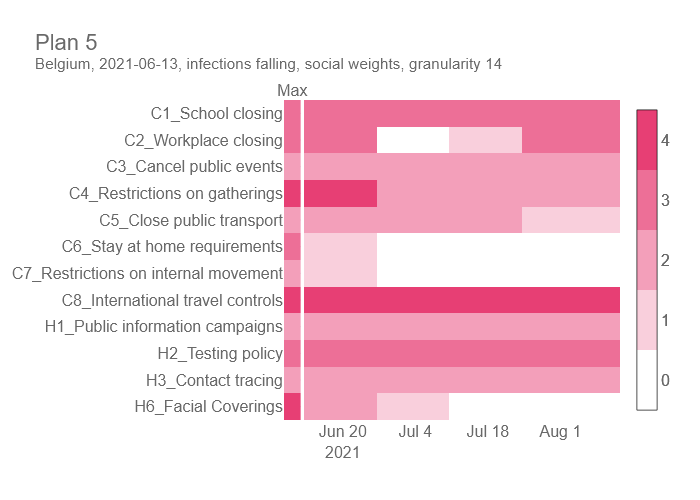 Plan 5
Belgium, 2021-06-13, infections falling, social weights, granularity 14
Max
C1_School closing
C2_Workplace closing
C3_Cancel public events
C4_Restrictions on gatherings
C5_Close public transport
C6_Stay at home requirements
C7_Restrictions on internal movement
C8_International travel controls
H1_Public information campaigns
H2_Testing policy
H3_Contact tracing
H6_Facial Coverings
Jun 20 Jul 4 Jul 18 Aug 1
2021
4
3
2
1
0